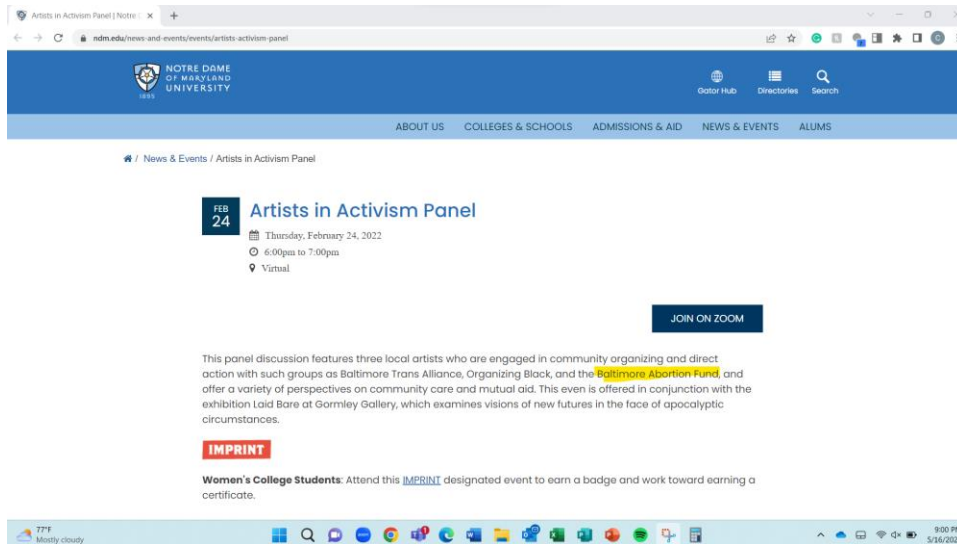 Artists in Activism Panel | Notre
ndm.edu/news-and-events/events/artists-activism-panel
NOTRE DAME
OF MARYLAND
UNIVERSITY
1895
Gator Hub
Directories
Search
ABOUT US
COLLEGES & SCHOOLS
ADMISSIONS & AID
NEWS & EVENTS
ALUMS
/ News & Events / Artists in Activism Panel
FEB
24
Artists in Activism Panel
Thursday, February 24, 2022
6:00pm to 7:00pm
Virtual
JOIN ON ZOOM
This panel discussion features three local artists who are engaged in community organizing and direct
action with such groups as Baltimore Trans Alliance, Organizing Black, and the Baltimore Abortion Fund, and
offer a variety of perspectives on community care and mutual aid. This even is offered in conjunction with the
exhibition Laid Bare at Gormley Gallery, which examines visions of new futures in the face of apocalyptic
circumstances.
IMPRINT
Women's College Students: Attend this IMPRINT designated event to earn a badge and work toward earning a
certificate.
77°F
Mostly cloudy
9:00 PM
5/16/202